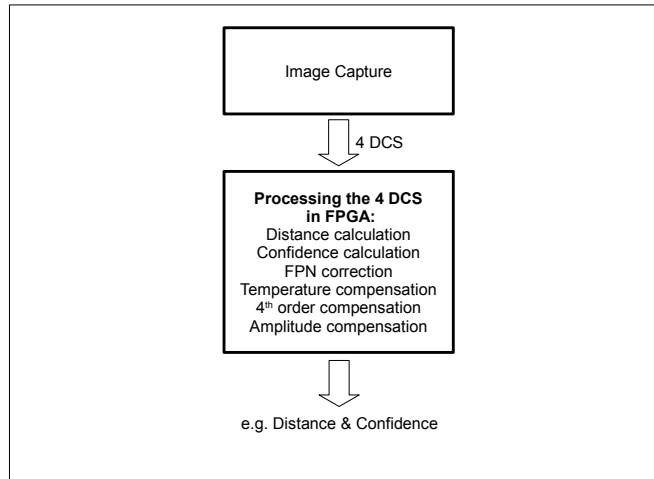 Image Capture
4 DCS
Processing the 4 DCS
in FPGA:
Distance calculation
Confidence calculation
FPN correction
Temperature compensation
4th order compensation
Amplitude compensation
e.g. Distance & Confidence